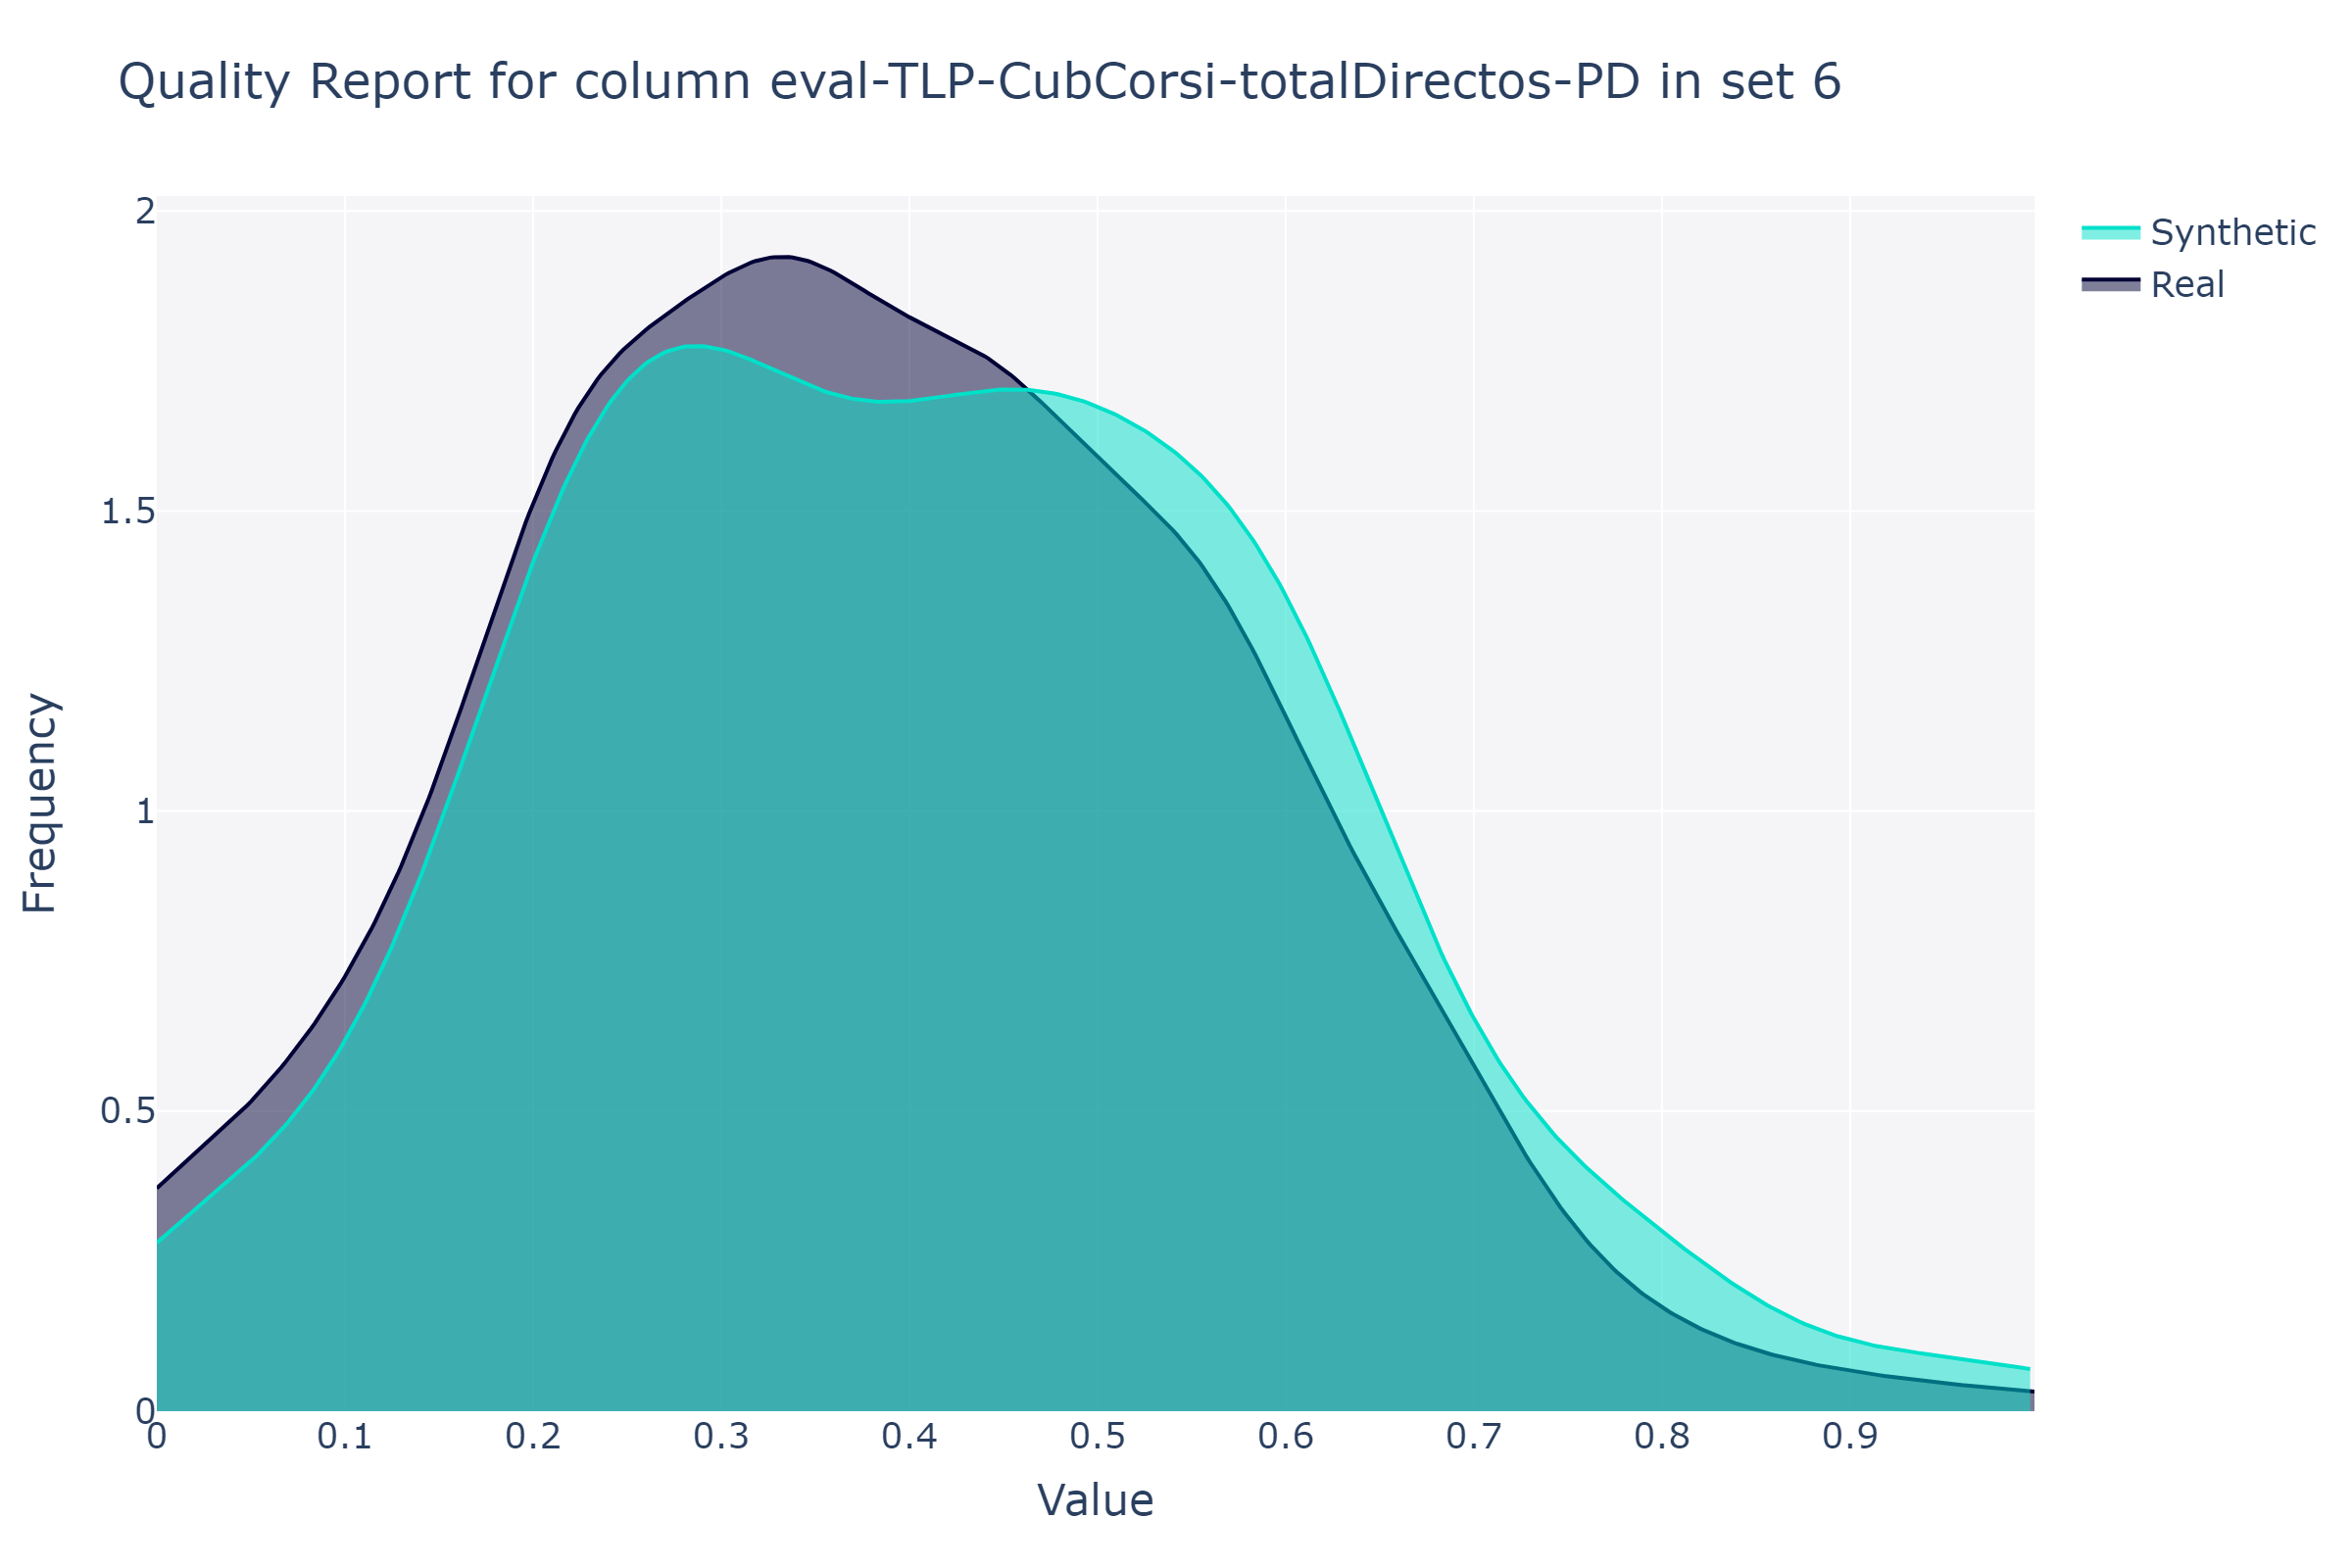 Quality Report for column eval-TLP-CubCorsi-totalDirectos-PD in set 6
Synthetic
Real
Frequency
2
1.5
1
0.5
0
0 0.1 0.2 0.3 0.4 0.5 0.6 0.7 0.8 0.9
Value